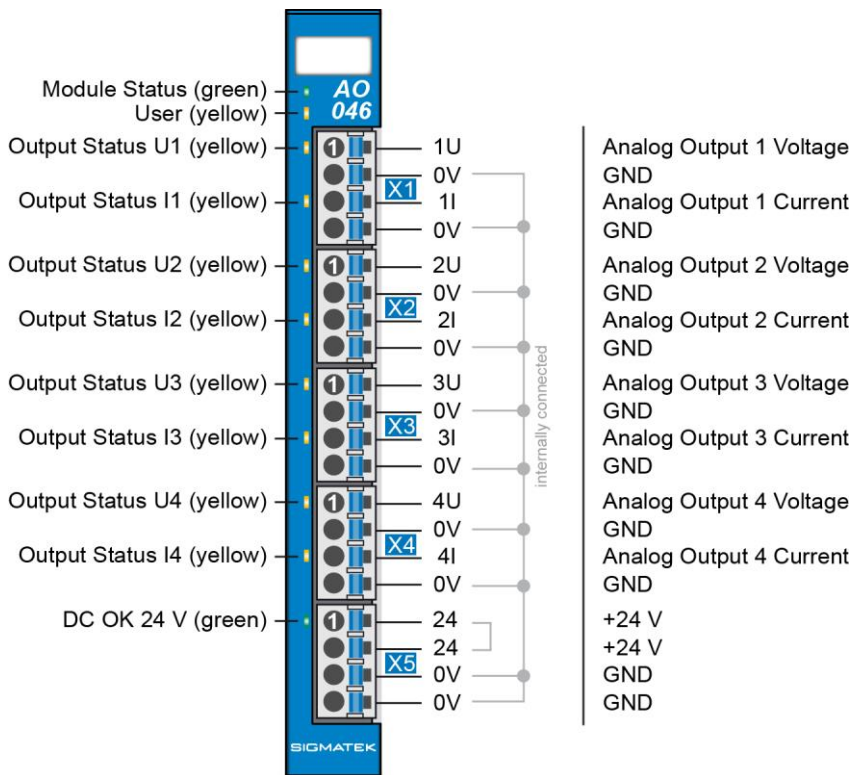 Module Status (green) AO
User (yellow) 046
Output Status U1 (yellow) 1 1U Analog Output 1 Voltage
0V GND
X1
Output Status I1 (yellow) 1I Analog Output 1 Current
0V GND
Output Status U2 (yellow) 1 2U Analog Output 2 Voltage
0V GND
X2
Output Status I2 (yellow) 2I Analog Output 2 Current
0V GND
internally connected
Output Status U3 (yellow) 1 3U Analog Output 3 Voltage
0V GND
X3
Output Status I3 (yellow) 3I Analog Output 3 Current
0V GND
Output Status U4 (yellow) 1 4U Analog Output 4 Voltage
0V GND
X4
Output Status I4 (yellow) 4I Analog Output 4 Current
0V GND
DC OK 24 V (green) 1 24 +24 V
24 +24 V
X5
0V GND
0V GND
SIGMATEK